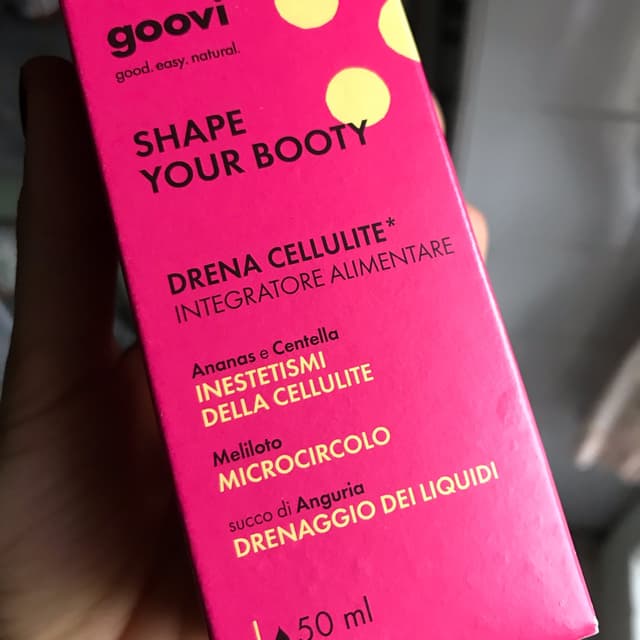 goovi
good. easy. natural.
SHAPE
YOUR BOOTY
DRENA CELLULITE*
INTEGRATORE ALIMENTARE
Ananas e Centella
INESTETISMI
DELLA CELLULITE
Meliloto
MICROCIRCOLO
succo di Anguria
DRENAGGIO DEI LIQUIDI
50 ml